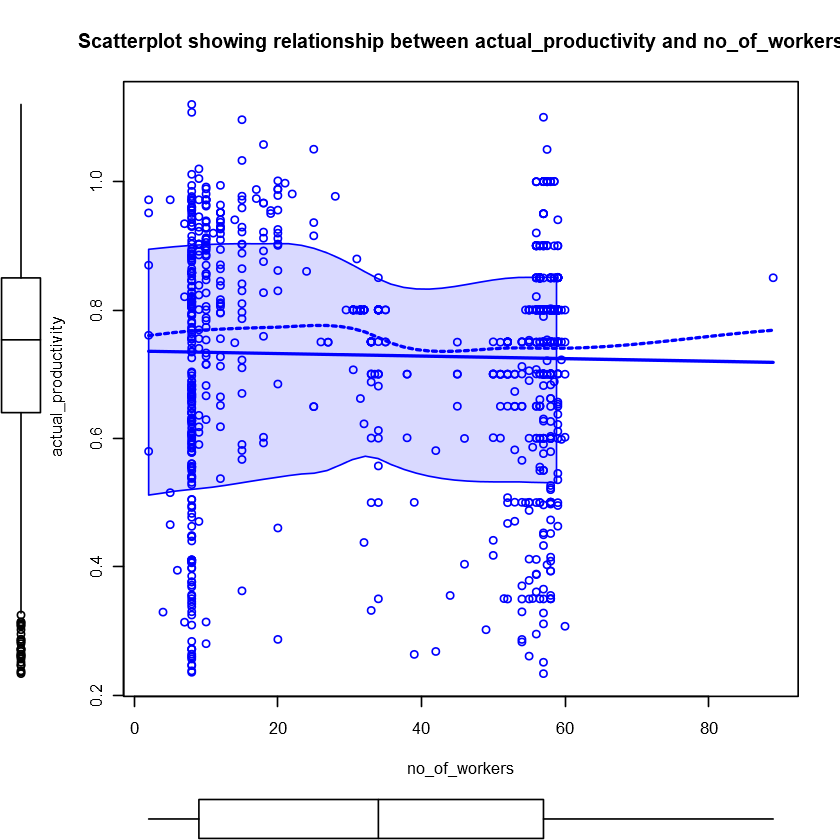 Scatterplot showing relationship between actual_productivity and no_of_workers
actual_productivity
1.0
0.8
0.6
0.4
0.2
0 20 40 60 80
no_of_workers